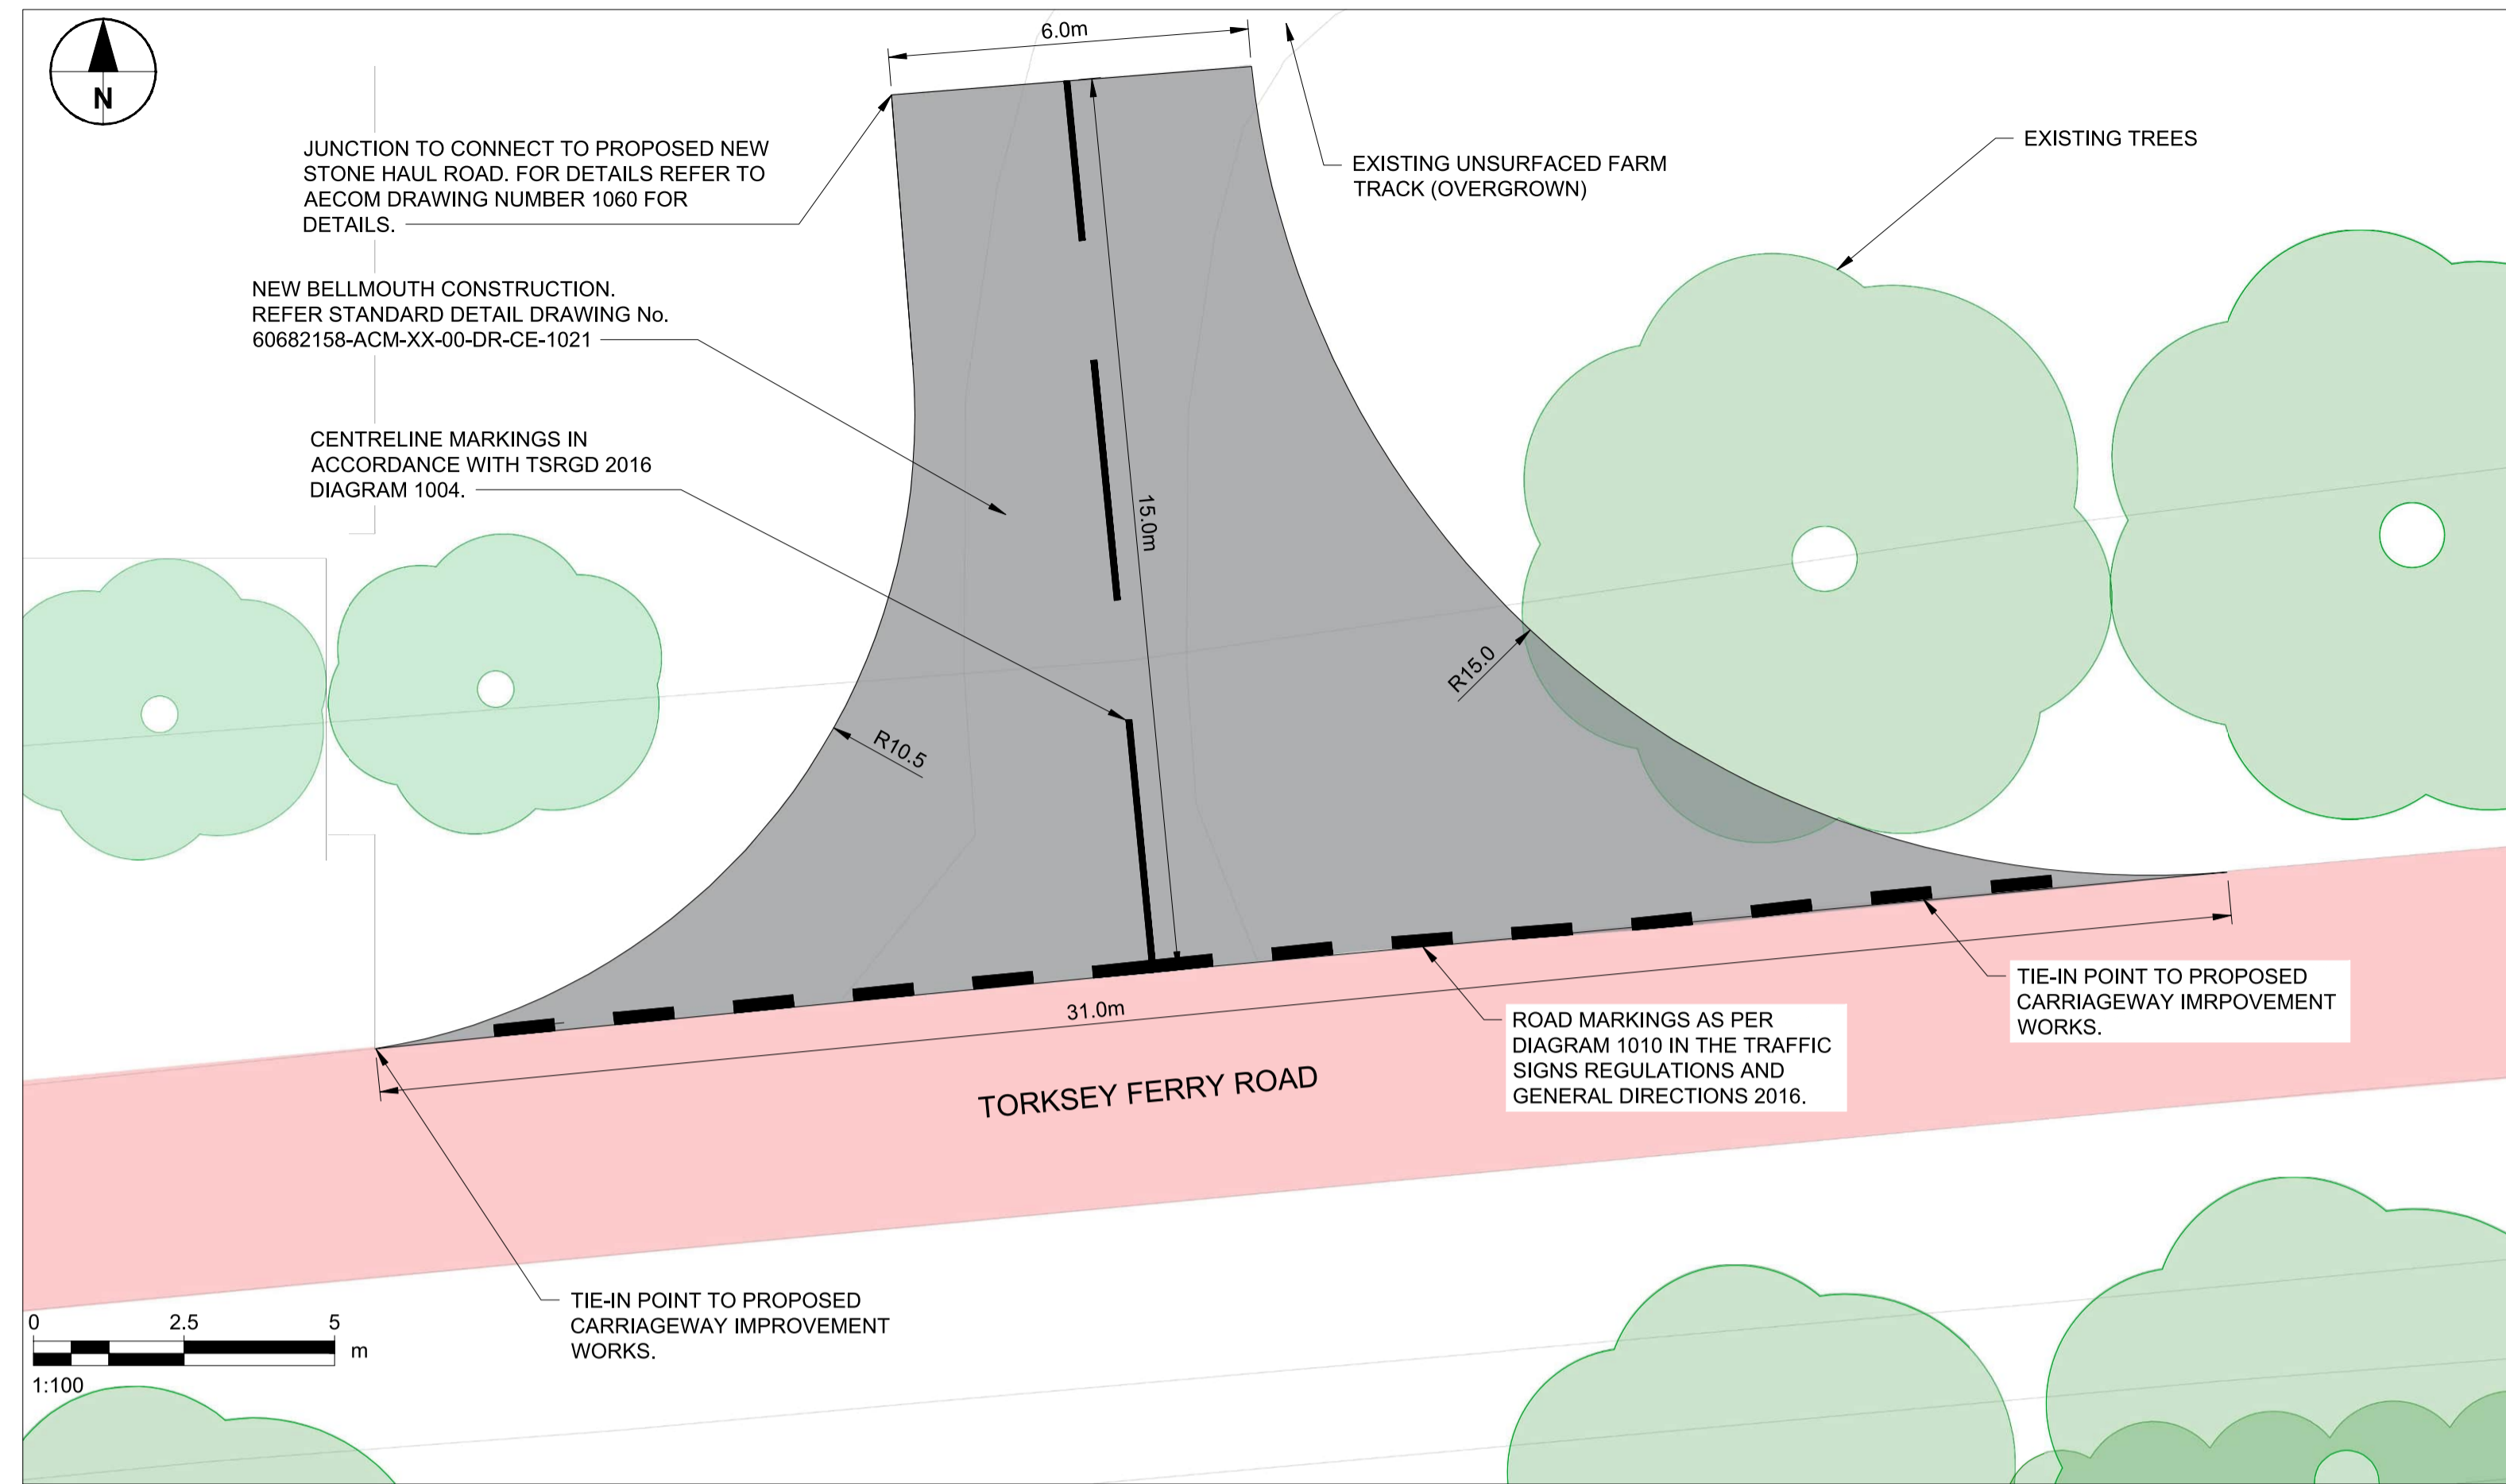 6.0m
N
JUNCTION TO CONNECT TO PROPOSED NEW
STONE HAUL ROAD. FOR DETAILS REFER TO
AECOM DRAWING NUMBER 1060 FOR
DETAILS.
EXISTING UNSURFACED FARM
TRACK (OVERGROWN)
EXISTING TREES
NEW BELLMOUTH CONSTRUCTION.
REFER STANDARD DETAIL DRAWING No.
60682158-ACM-XX-00-DR-CE-1021
CENTRELINE MARKINGS IN
ACCORDANCE WITH TSRGD 2016
DIAGRAM 1004.
15.0m
R15.0
R10.5
31.0m
TIE-IN POINT TO PROPOSED
CARRIAGEWAY IMRPOVEMENT
WORKS.
ROAD MARKINGS AS PER
DIAGRAM 1010 IN THE TRAFFIC
SIGNS REGULATIONS AND
GENERAL DIRECTIONS 2016.
TORKSEY FERRY ROAD
TIE-IN POINT TO PROPOSED
CARRIAGEWAY IMPROVEMENT
WORKS.
0 2.5 5
m
1:100